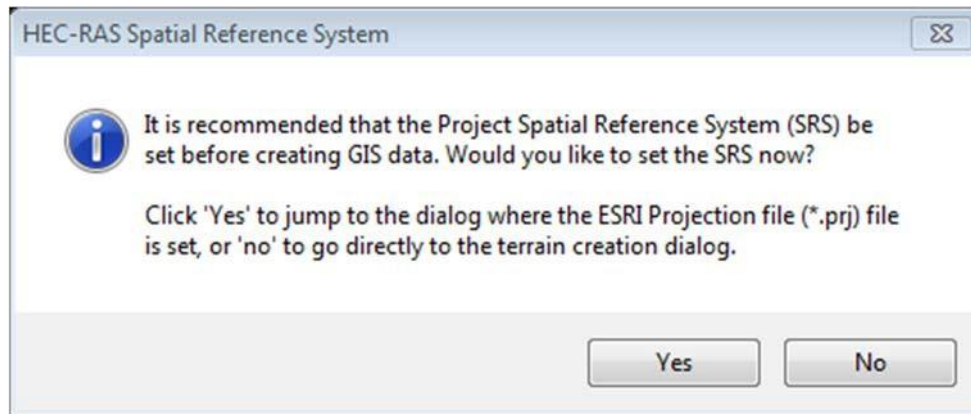 HEC-RAS Spatial Reference System
It is recommended that the Project Spatial Reference System (SRS) be
set before creating GIS data. Would you like to set the SRS now?
Click 'Yes' to jump to the dialog where the ESRI Projection file (*.prj) file
is set, or 'no' to go directly to the terrain creation dialog.
Yes No